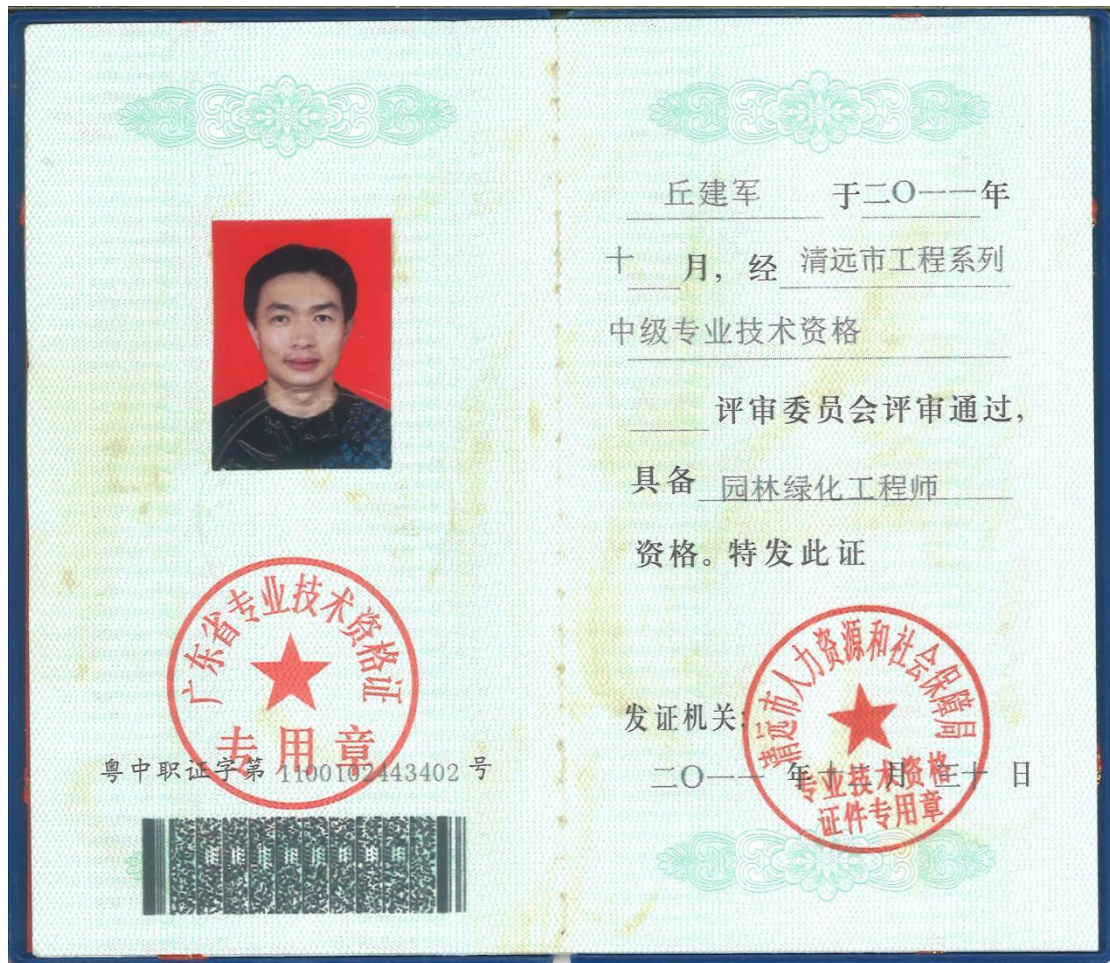 广东省专业技术资格证
专用章
粤中职证字第 1100102443402 号
丘建军 于二〇一一年
十 月，经 清远市工程系列
中级专业技术资格
评审委员会评审通过，
具备 园林绿化工程师
资格。特发此证
清远市人力资源和社会保障局
发证机关:
二〇一一 年十二月 三十 日
专业技术资格
证件专用章